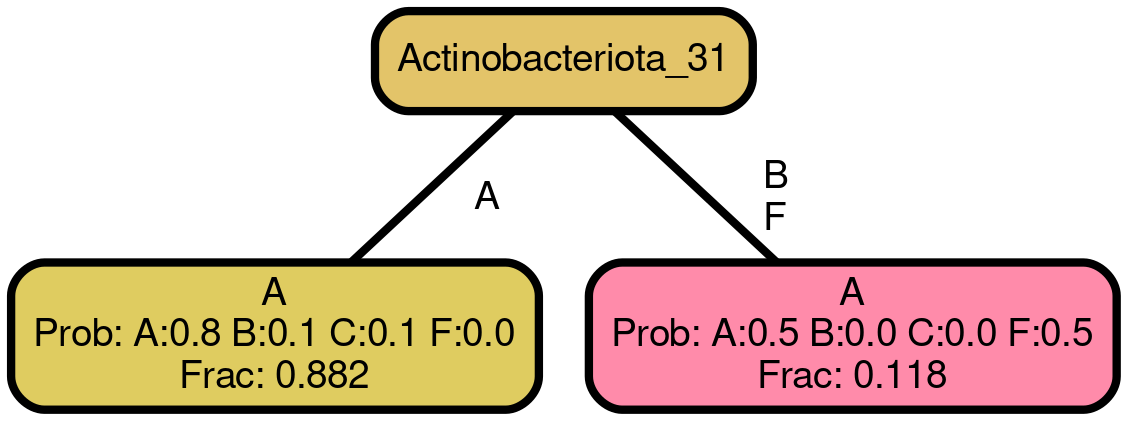 Actinobacteriota_31
A
B
F
A
Prob: A:0.8 B:0.1 C:0.1 F:0.0
Frac: 0.882
A
Prob: A:0.5 B:0.0 C:0.0 F:0.5
Frac: 0.118